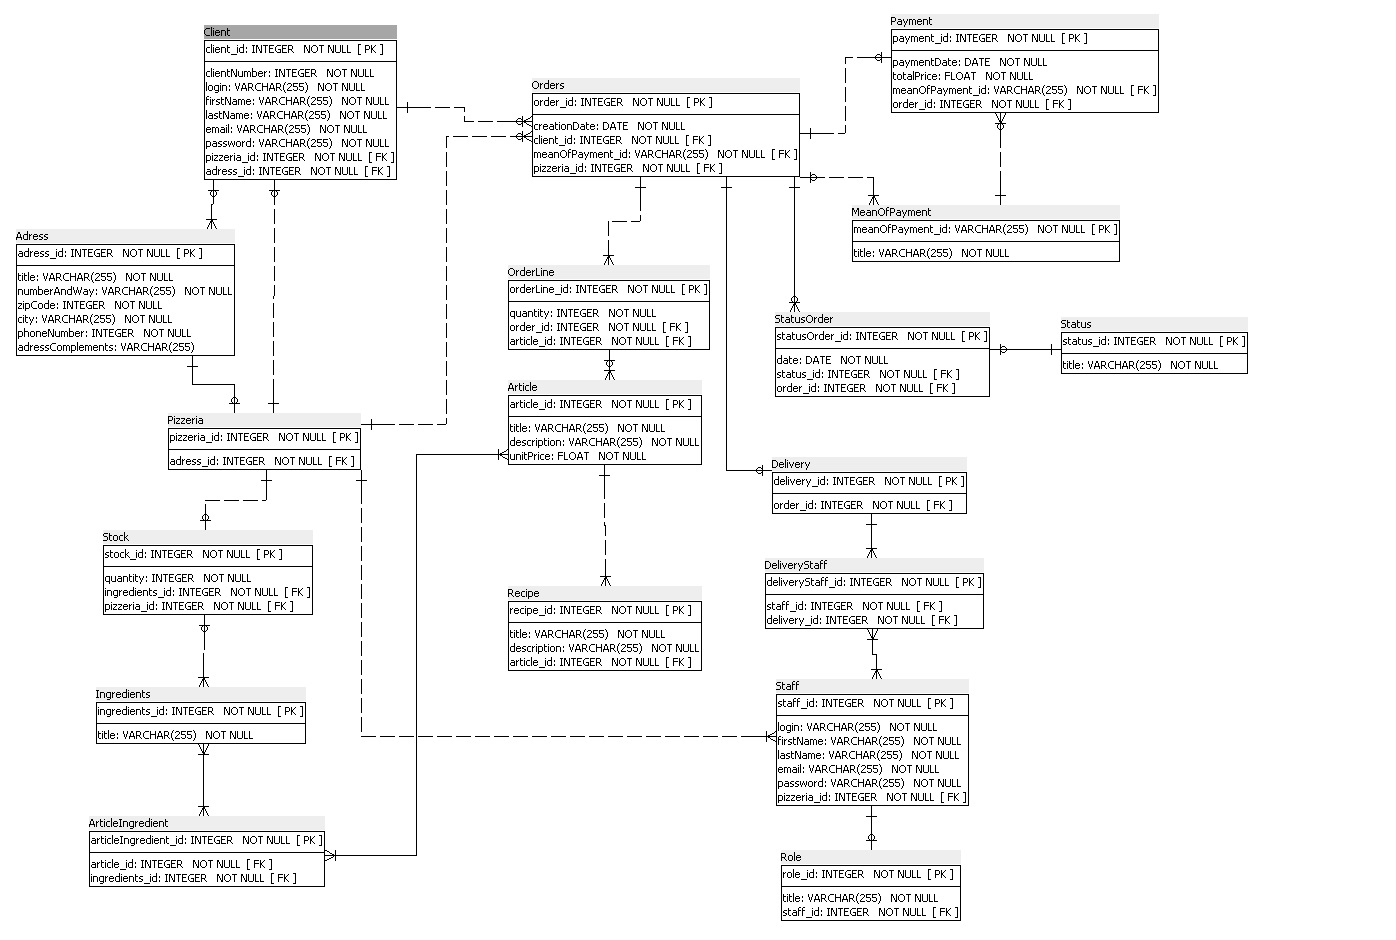 Client
client_id: INTEGER NOT NULL [ PK ]
clientNumber: INTEGER NOT NULL
login: VARCHAR(255) NOT NULL
firstName: VARCHAR(255) NOT NULL
lastName: VARCHAR(255) NOT NULL
email: VARCHAR(255) NOT NULL
password: VARCHAR(255) NOT NULL
pizzeria_id: INTEGER NOT NULL [ FK ]
adress_id: INTEGER NOT NULL [ FK ]
Orders
order_id: INTEGER NOT NULL [ PK ]
creationDate: DATE NOT NULL
client_id: INTEGER NOT NULL [ FK ]
meanOfPayment_id: VARCHAR(255) NOT NULL [ FK ]
pizzeria_id: INTEGER NOT NULL [ FK ]
Payment
payment_id: INTEGER NOT NULL [ PK ]
paymentDate: DATE NOT NULL
totalPrice: FLOAT NOT NULL
meanOfPayment_id: VARCHAR(255) NOT NULL [ FK ]
order_id: INTEGER NOT NULL [ FK ]
MeanOfPayment
meanOfPayment_id: VARCHAR(255) NOT NULL [ PK ]
title: VARCHAR(255) NOT NULL
Adress
adress_id: INTEGER NOT NULL [ PK ]
title: VARCHAR(255) NOT NULL
numberAndWay: VARCHAR(255) NOT NULL
zipCode: INTEGER NOT NULL
city: VARCHAR(255) NOT NULL
phoneNumber: INTEGER NOT NULL
adressComplements: VARCHAR(255)
OrderLine
orderLine_id: INTEGER NOT NULL [ PK ]
quantity: INTEGER NOT NULL
order_id: INTEGER NOT NULL [ FK ]
article_id: INTEGER NOT NULL [ FK ]
StatusOrder
statusOrder_id: INTEGER NOT NULL [ PK ]
date: DATE NOT NULL
status_id: INTEGER NOT NULL [ FK ]
order_id: INTEGER NOT NULL [ FK ]
Status
status_id: INTEGER NOT NULL [ PK ]
title: VARCHAR(255) NOT NULL
Article
article_id: INTEGER NOT NULL [ PK ]
title: VARCHAR(255) NOT NULL
description: VARCHAR(255) NOT NULL
unitPrice: FLOAT NOT NULL
Pizzeria
pizzeria_id: INTEGER NOT NULL [ PK ]
adress_id: INTEGER NOT NULL [ FK ]
Delivery
delivery_id: INTEGER NOT NULL [ PK ]
order_id: INTEGER NOT NULL [ FK ]
Stock
stock_id: INTEGER NOT NULL [ PK ]
quantity: INTEGER NOT NULL
ingredients_id: INTEGER NOT NULL [ FK ]
pizzeria_id: INTEGER NOT NULL [ FK ]
DeliveryStaff
deliveryStaff_id: INTEGER NOT NULL [ PK ]
staff_id: INTEGER NOT NULL [ FK ]
delivery_id: INTEGER NOT NULL [ FK ]
Recipe
recipe_id: INTEGER NOT NULL [ PK ]
title: VARCHAR(255) NOT NULL
description: VARCHAR(255) NOT NULL
article_id: INTEGER NOT NULL [ FK ]
Ingredients
ingredients_id: INTEGER NOT NULL [ PK ]
title: VARCHAR(255) NOT NULL
Staff
staff_id: INTEGER NOT NULL [ PK ]
login: VARCHAR(255) NOT NULL
firstName: VARCHAR(255) NOT NULL
lastName: VARCHAR(255) NOT NULL
email: VARCHAR(255) NOT NULL
password: VARCHAR(255) NOT NULL
pizzeria_id: INTEGER NOT NULL [ FK ]
ArticleIngredient
articleIngredient_id: INTEGER NOT NULL [ PK ]
article_id: INTEGER NOT NULL [ FK ]
ingredients_id: INTEGER NOT NULL [ FK ]
Role
role_id: INTEGER NOT NULL [ PK ]
title: VARCHAR(255) NOT NULL
staff_id: INTEGER NOT NULL [ FK ]